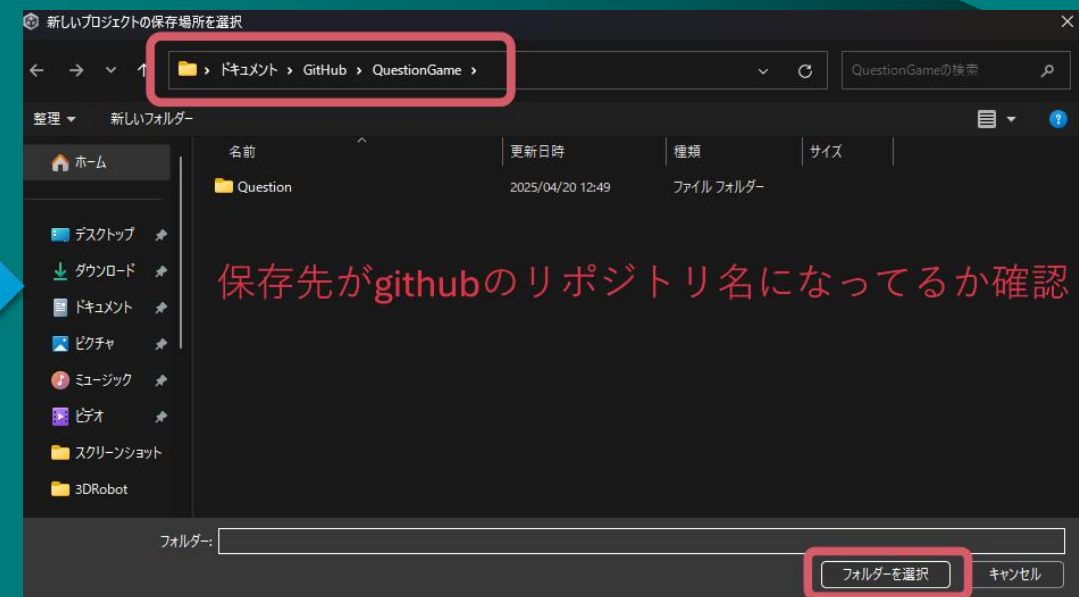 新しいプロジェクトの保存場所を選択
ドキュメント > GitHub > QuestionGame >
QuestionGameの検索
整理 新しいフォルダー
名前 更新日時 種類 サイズ
ホーム
Question 2025/04/20 12:49 ファイル フォルダー
デスクトップ
ダウンロード
保存先がgithubのリポジトリ名になってるか確認
ドキュメント
ピクチャ
ミュージック
ビデオ
スクリーンショット
3DRobot
フォルダー:
フォルダーを選択 キャンセル